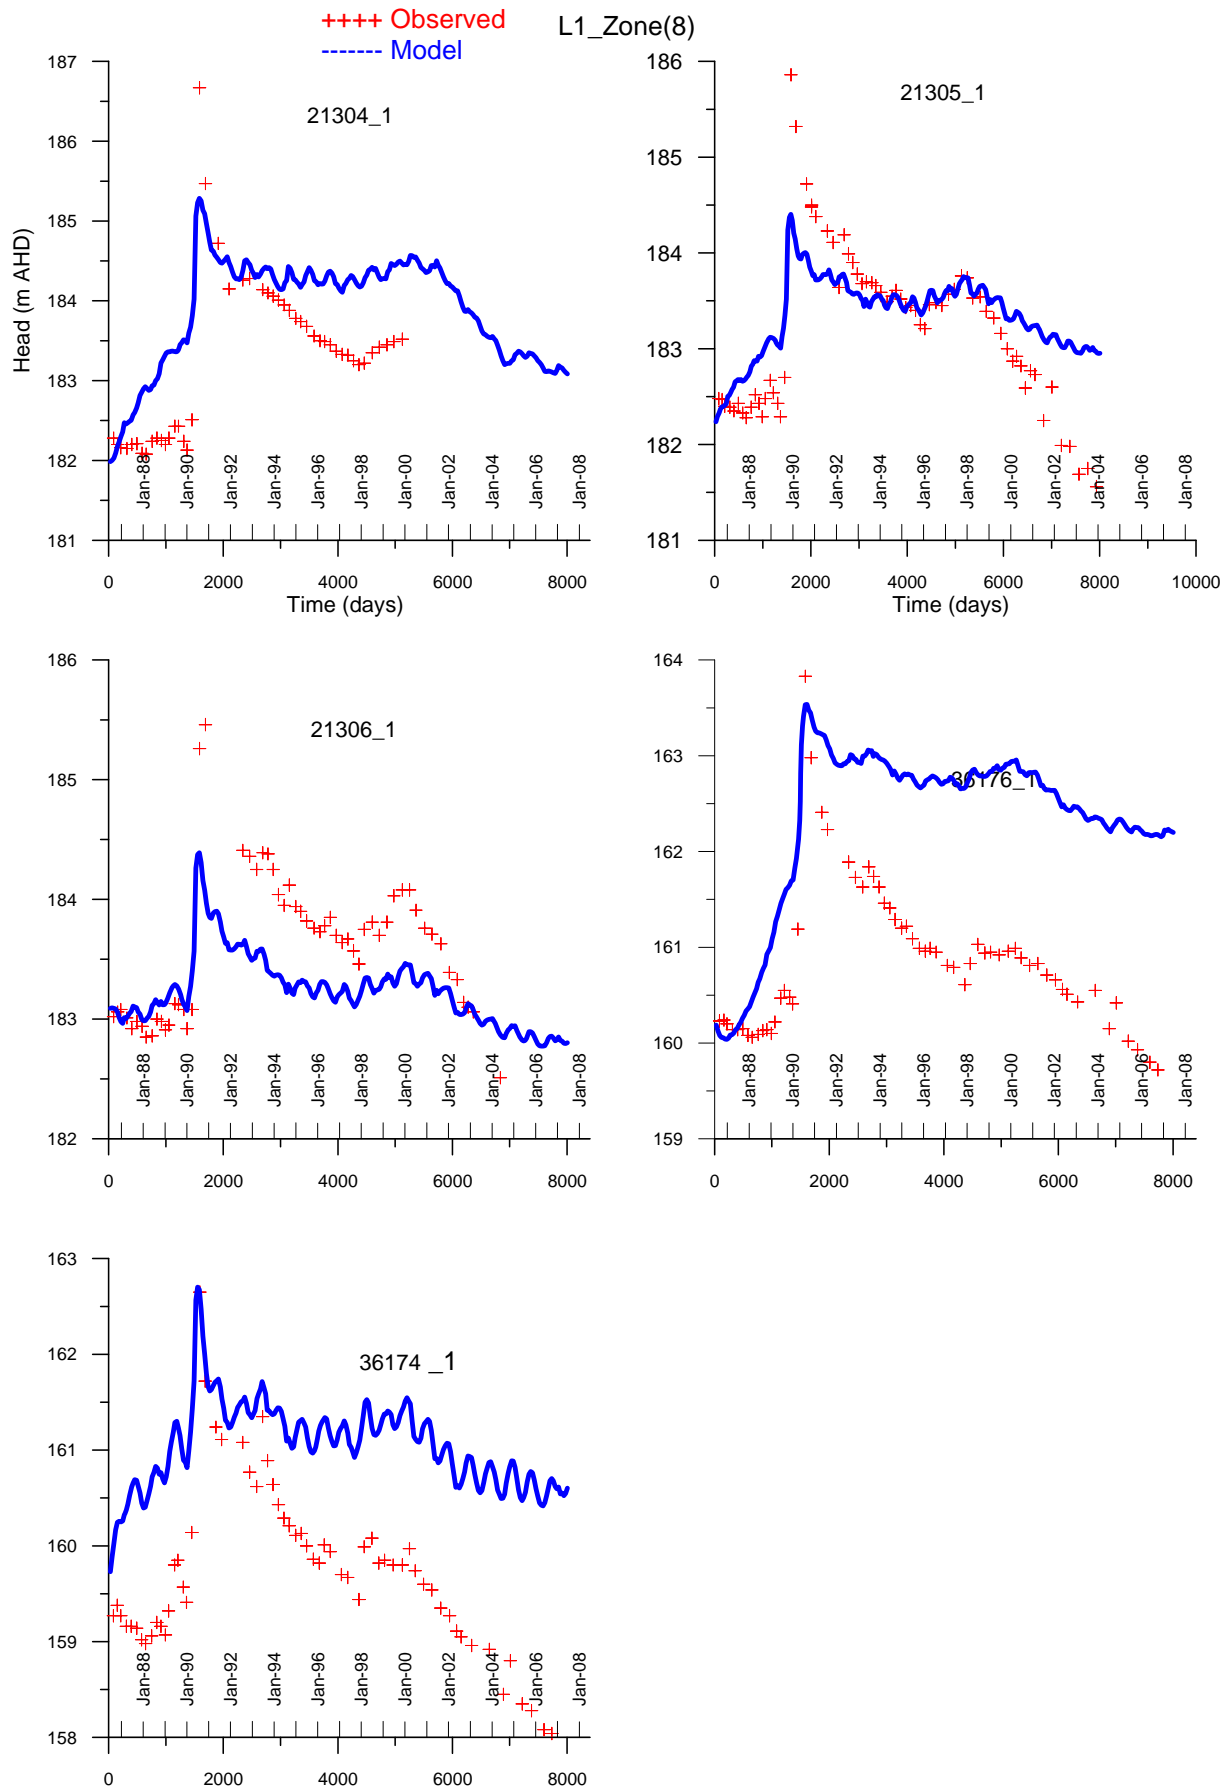 ++++ Observed
L1_Zone(8)
------- Model
187
186
185
184
183
182
181
Head (m AHD)
21304_1
Jan-88
Jan-90
Jan-92
Jan-94
Jan-96
Jan-98
Jan-00
Jan-02
Jan-04
Jan-06
Jan-08
0
2000
4000
6000
8000
Time (days)
186
185
184
183
182
181
21305_1
Jan-88
Jan-90
Jan-92
Jan-94
Jan-96
Jan-98
Jan-00
Jan-02
Jan-04
Jan-06
Jan-08
0
2000
4000
6000
8000
10000
Time (days)
186
185
184
183
182
21306_1
Jan-88
Jan-90
Jan-92
Jan-94
Jan-96
Jan-98
Jan-00
Jan-02
Jan-04
Jan-06
Jan-08
0
2000
4000
6000
8000
164
163
162
161
160
159
36176_1
Jan-88
Jan-90
Jan-92
Jan-94
Jan-96
Jan-98
Jan-00
Jan-02
Jan-04
Jan-06
Jan-08
0
2000
4000
6000
8000
163
162
161
160
159
158
36174 _1
Jan-88
Jan-90
Jan-92
Jan-94
Jan-96
Jan-98
Jan-00
Jan-02
Jan-04
Jan-06
Jan-08
0
2000
4000
6000
8000